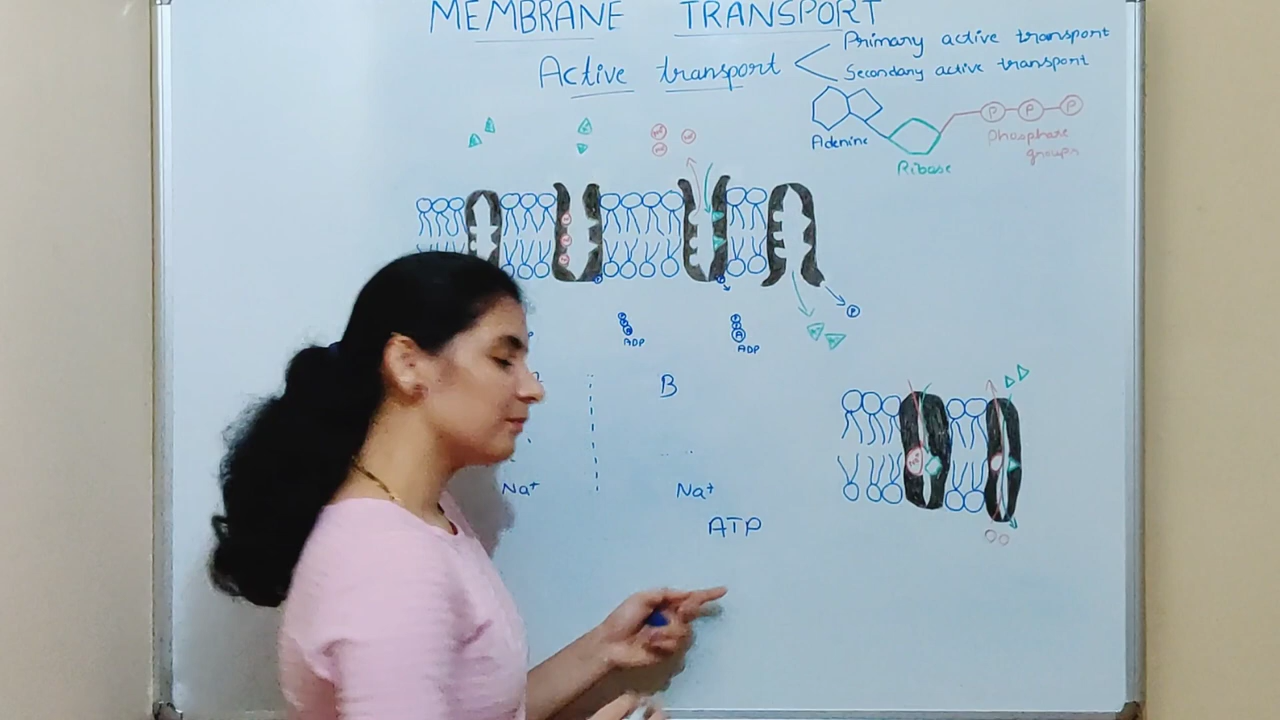 MEMBRANE TRANSPORT
Active transport
Primary active transport
Secondary active transport
P P P
Adenine
Phosphate
groups
Ribose
P
ADP
ADP
B
Na+
Na+
ATP